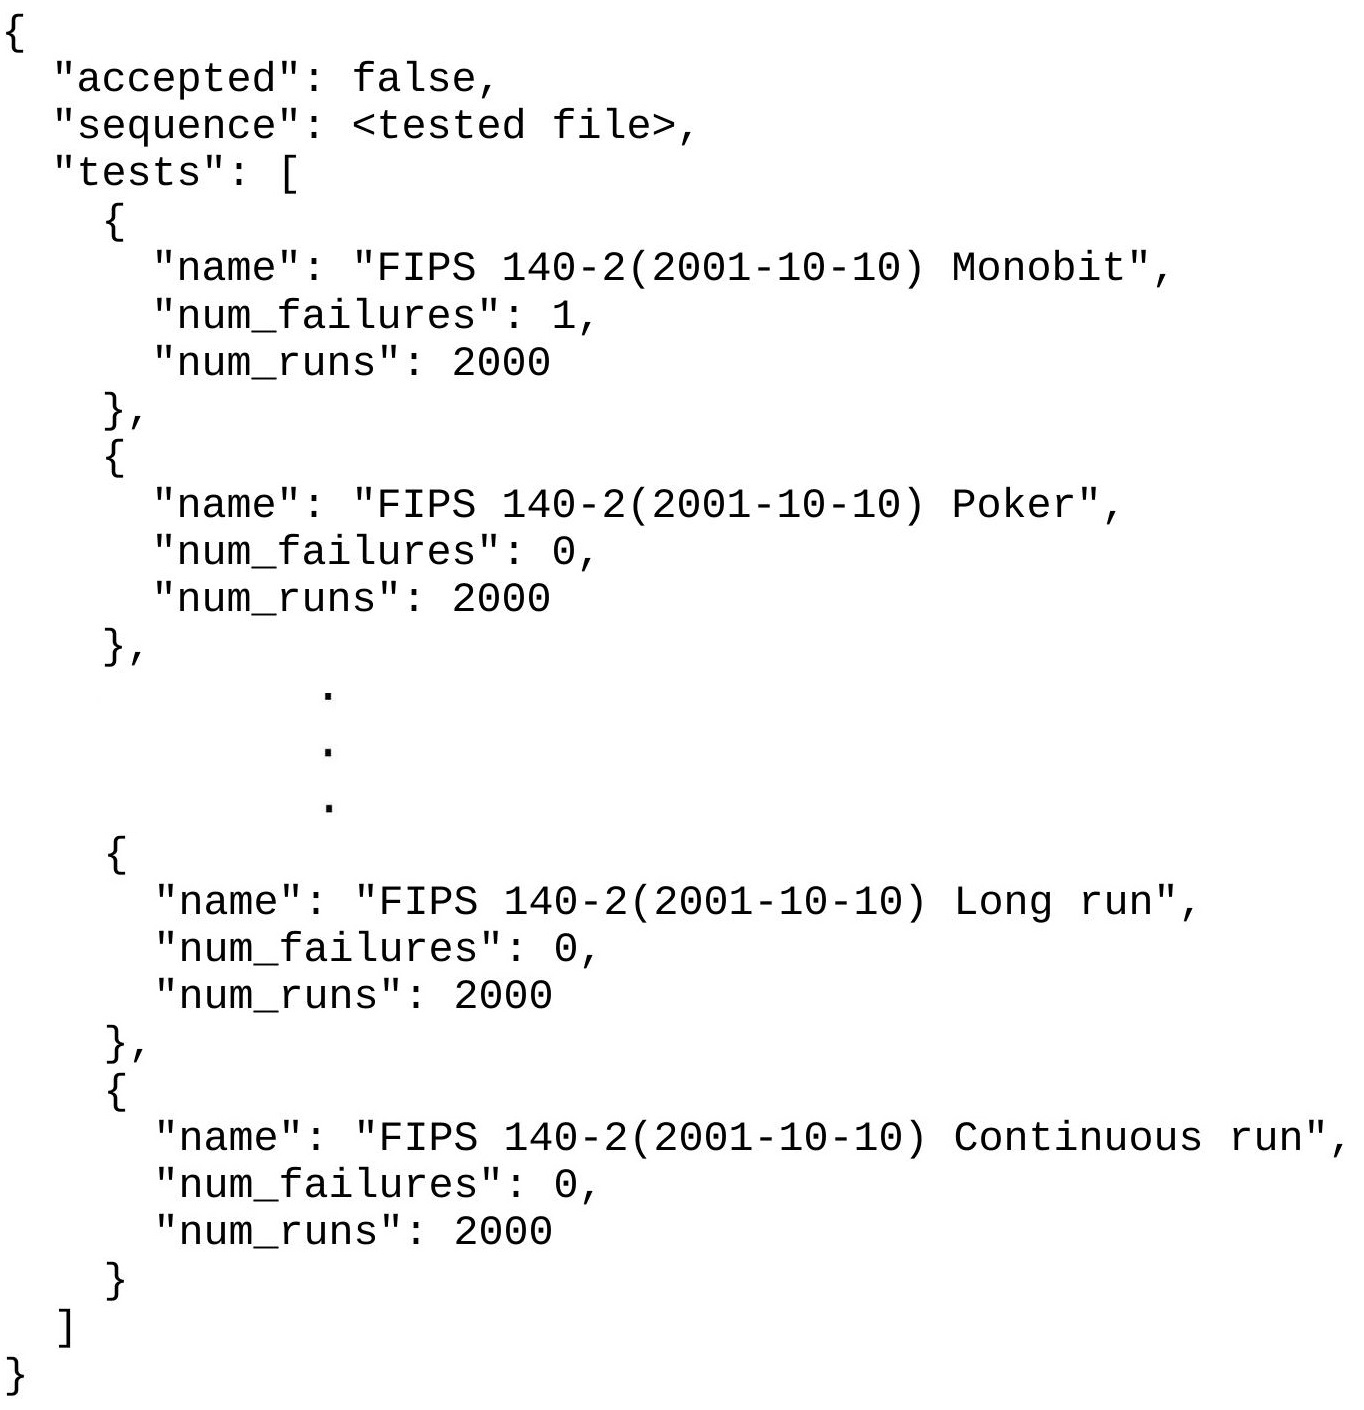 {
  "accepted": false,
  "sequence": <tested file>,
  "tests": [
    {
      "name": "FIPS 140-2(2001-10-10) Monobit",
      "num_failures": 1,
      "num_runs": 2000
    },
    {
      "name": "FIPS 140-2(2001-10-10) Poker",
      "num_failures": 0,
      "num_runs": 2000
    },
             .
             .
             .
    {
      "name": "FIPS 140-2(2001-10-10) Long run",
      "num_failures": 0,
      "num_runs": 2000
    },
    {
      "name": "FIPS 140-2(2001-10-10) Continuous run",
      "num_failures": 0,
      "num_runs": 2000
    }
  ]
}